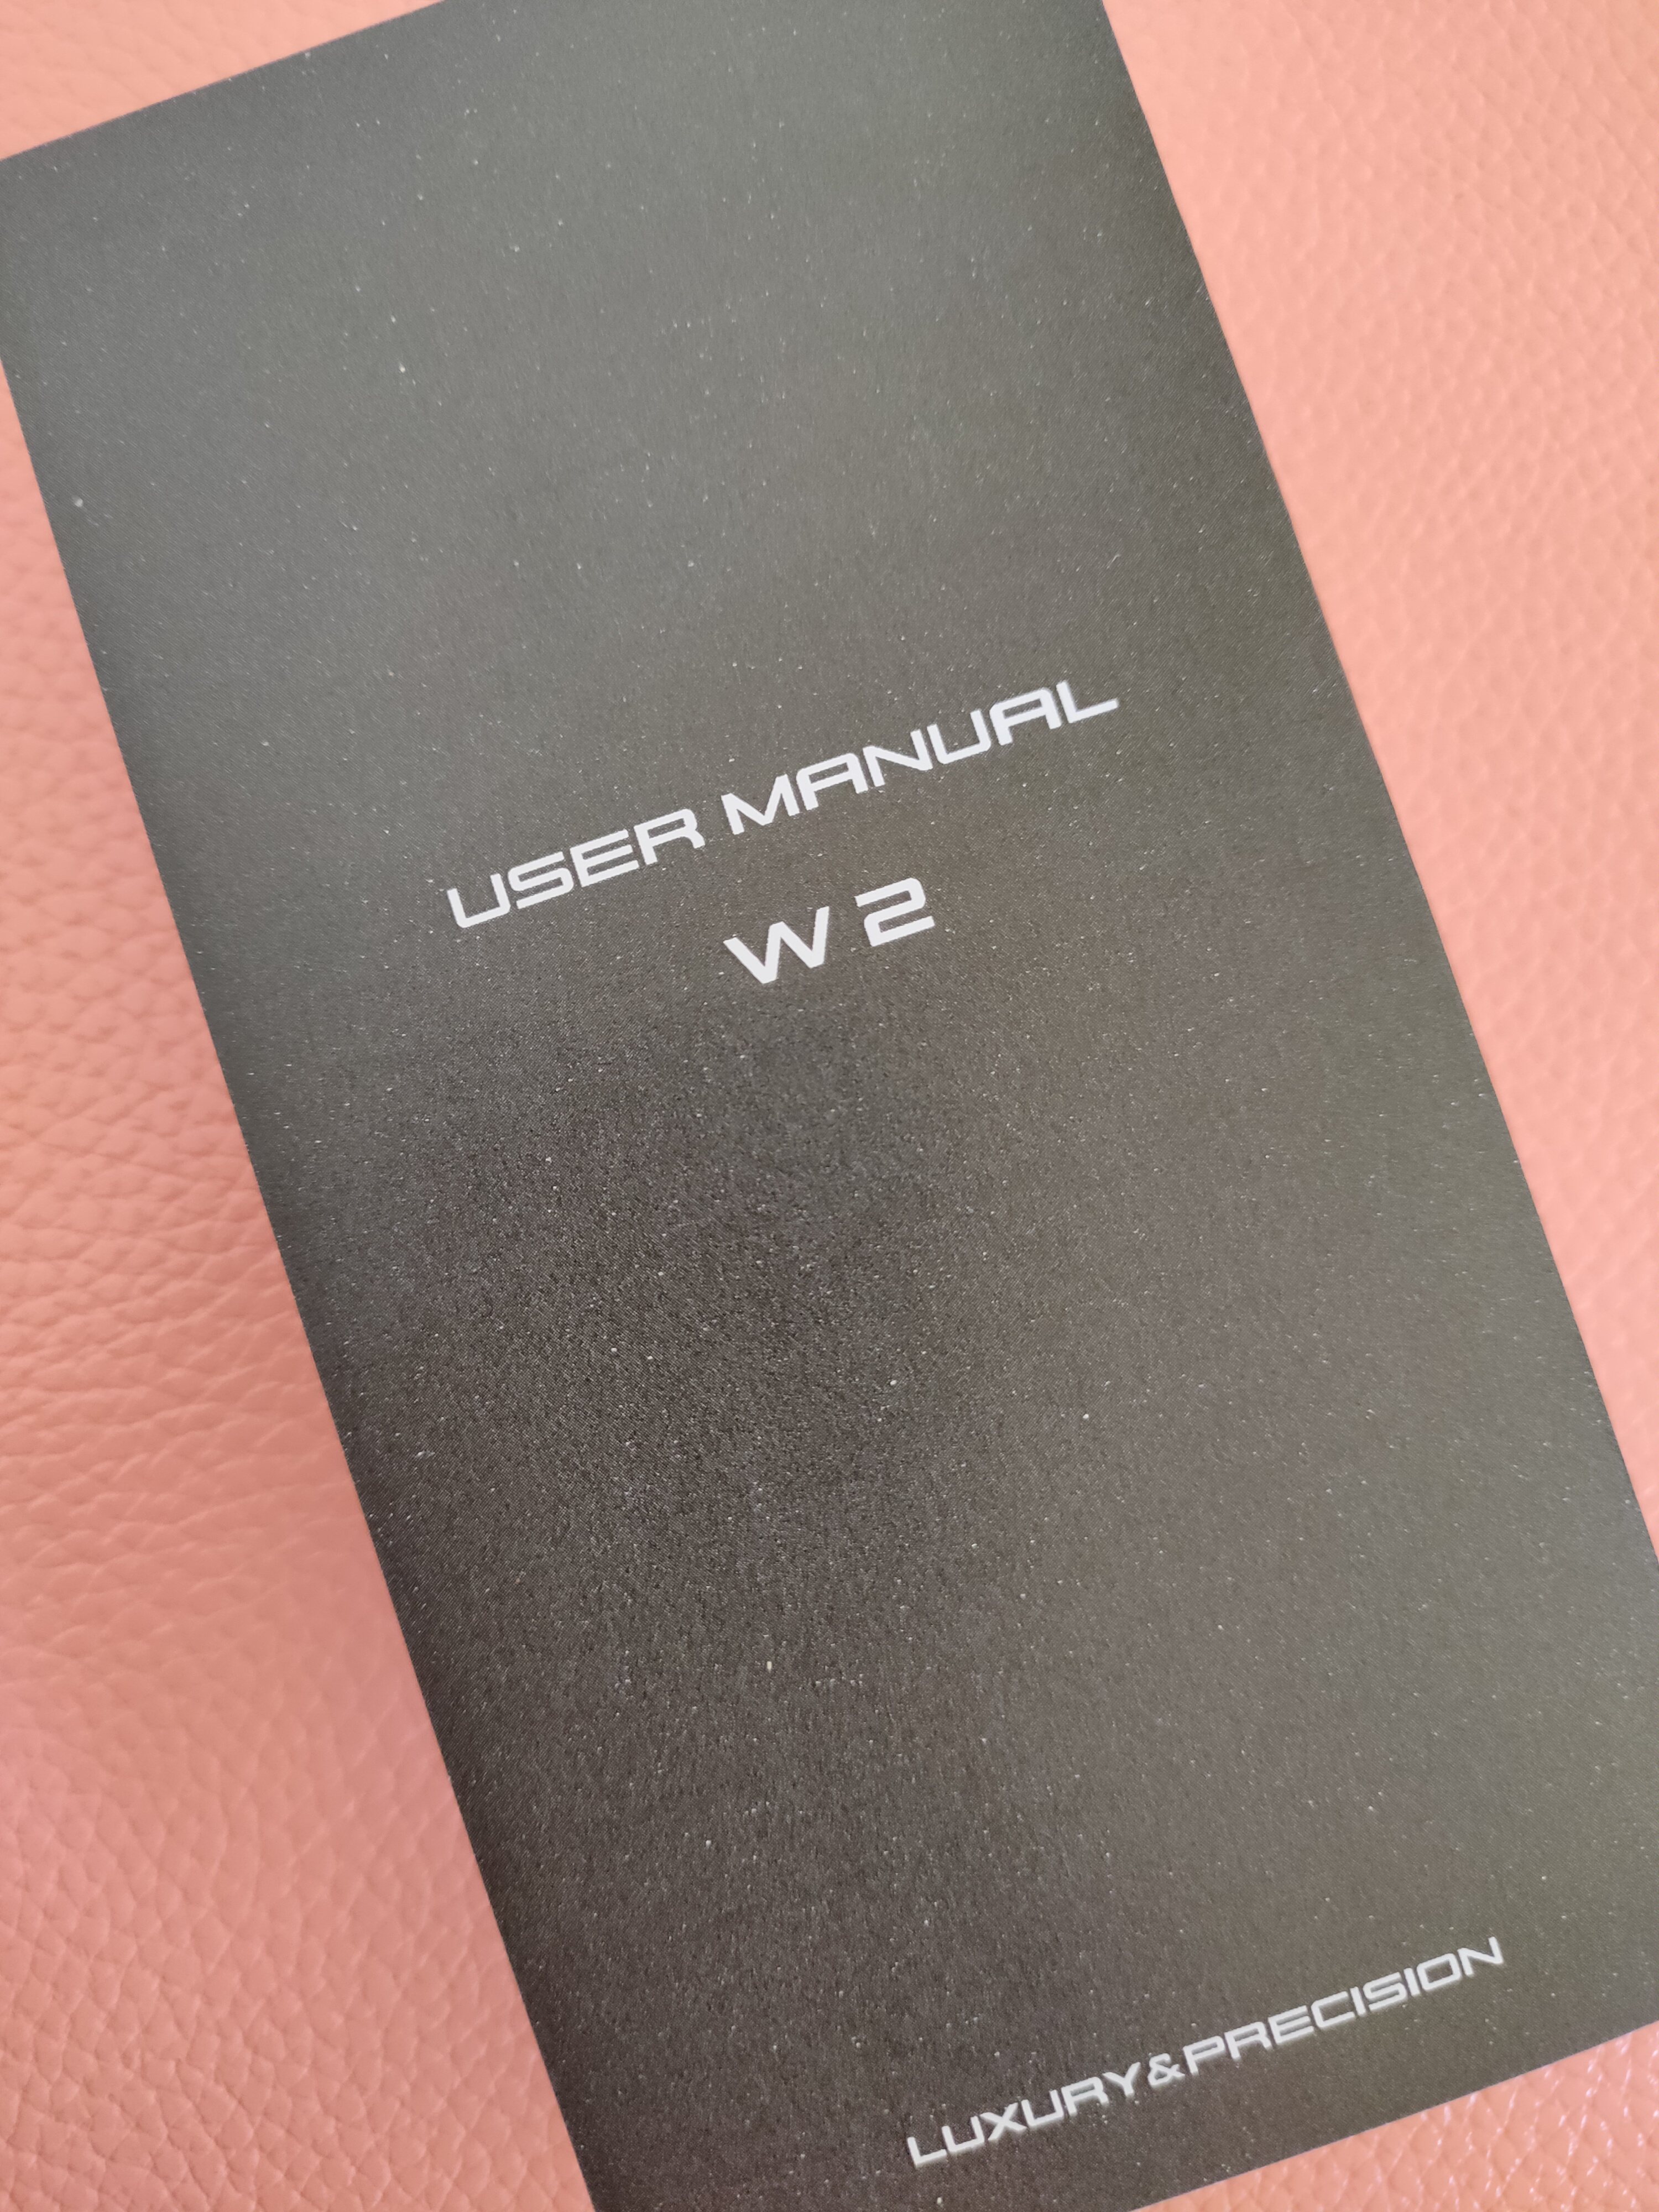 USER MANUAL
W 2
LUXURY&PRECISION